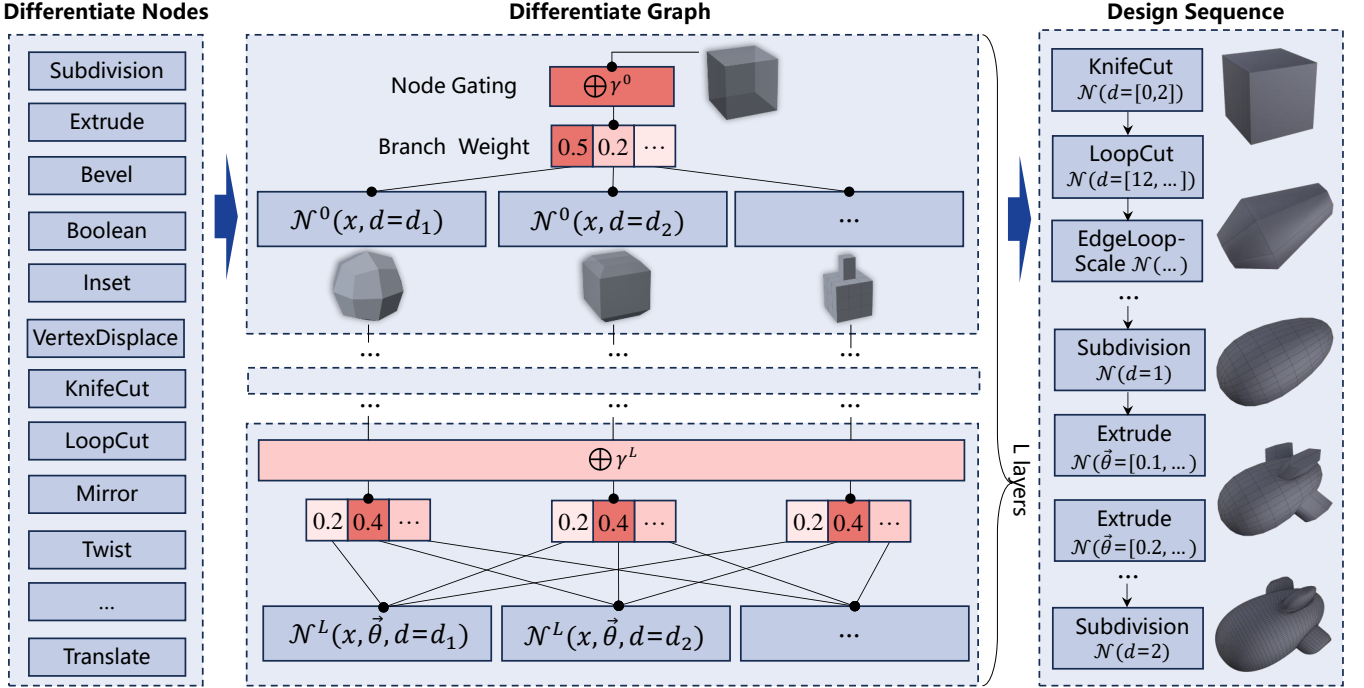 Differentiate Nodes
Subdivision
Extrude
Bevel
Boolean
Inset
VertexDisplace
KnifeCut
LoopCut
Mirror
Twist
...
Translate
Differentiate Graph
Node Gating
⊕ γ⁰
Branch Weight
0.5 0.2 ...
𝒩⁰(x, d=d₁)
𝒩⁰(x, d=d₂)
...
... ... ...
... ... ...
⊕ γᴸ
0.2 0.4 ...
0.2 0.4 ...
0.2 0.4 ...
𝒩ᴸ(x, θ⃗, d=d₁)
𝒩ᴸ(x, θ⃗, d=d₂)
...
L layers
Design Sequence
KnifeCut
𝒩(d=[0,2])
LoopCut
𝒩(d=[12, ...])
EdgeLoop-
Scale 𝒩(...)
...
Subdivision
𝒩(d=1)
Extrude
𝒩(θ⃗=[0.1, ...)
Extrude
𝒩(θ⃗=[0.2, ...)
...
Subdivision
𝒩(d=2)